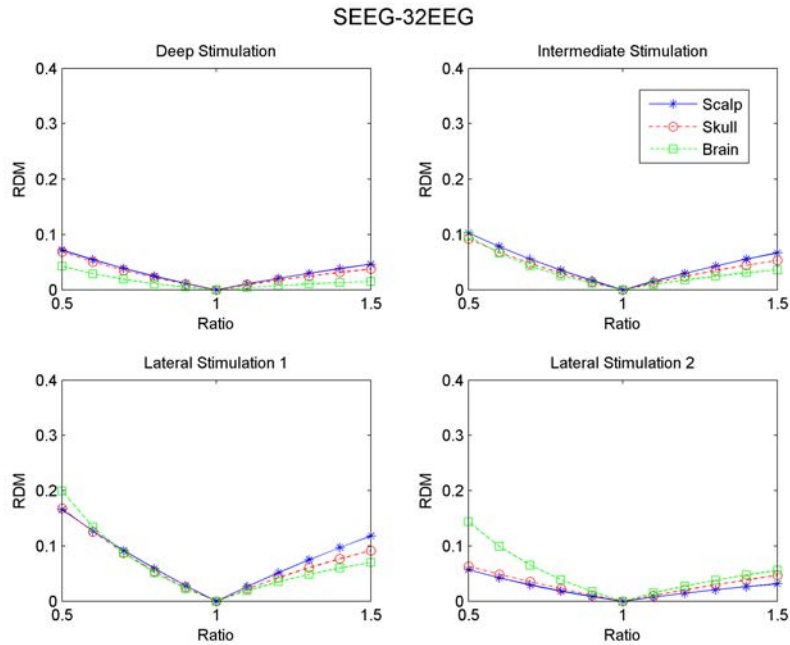 SEEG-32EEG
Deep Stimulation
0.4
0.3
0.2
0.1
0
RDM
0.5
1
1.5
Ratio
Intermediate Stimulation
0.4
0.3
0.2
0.1
0
RDM
0.5
1
1.5
Ratio
Scalp
Skull
Brain
Lateral Stimulation 1
0.4
0.3
0.2
0.1
0
RDM
0.5
1
1.5
Ratio
Lateral Stimulation 2
0.4
0.3
0.2
0.1
0
RDM
0.5
1
1.5
Ratio